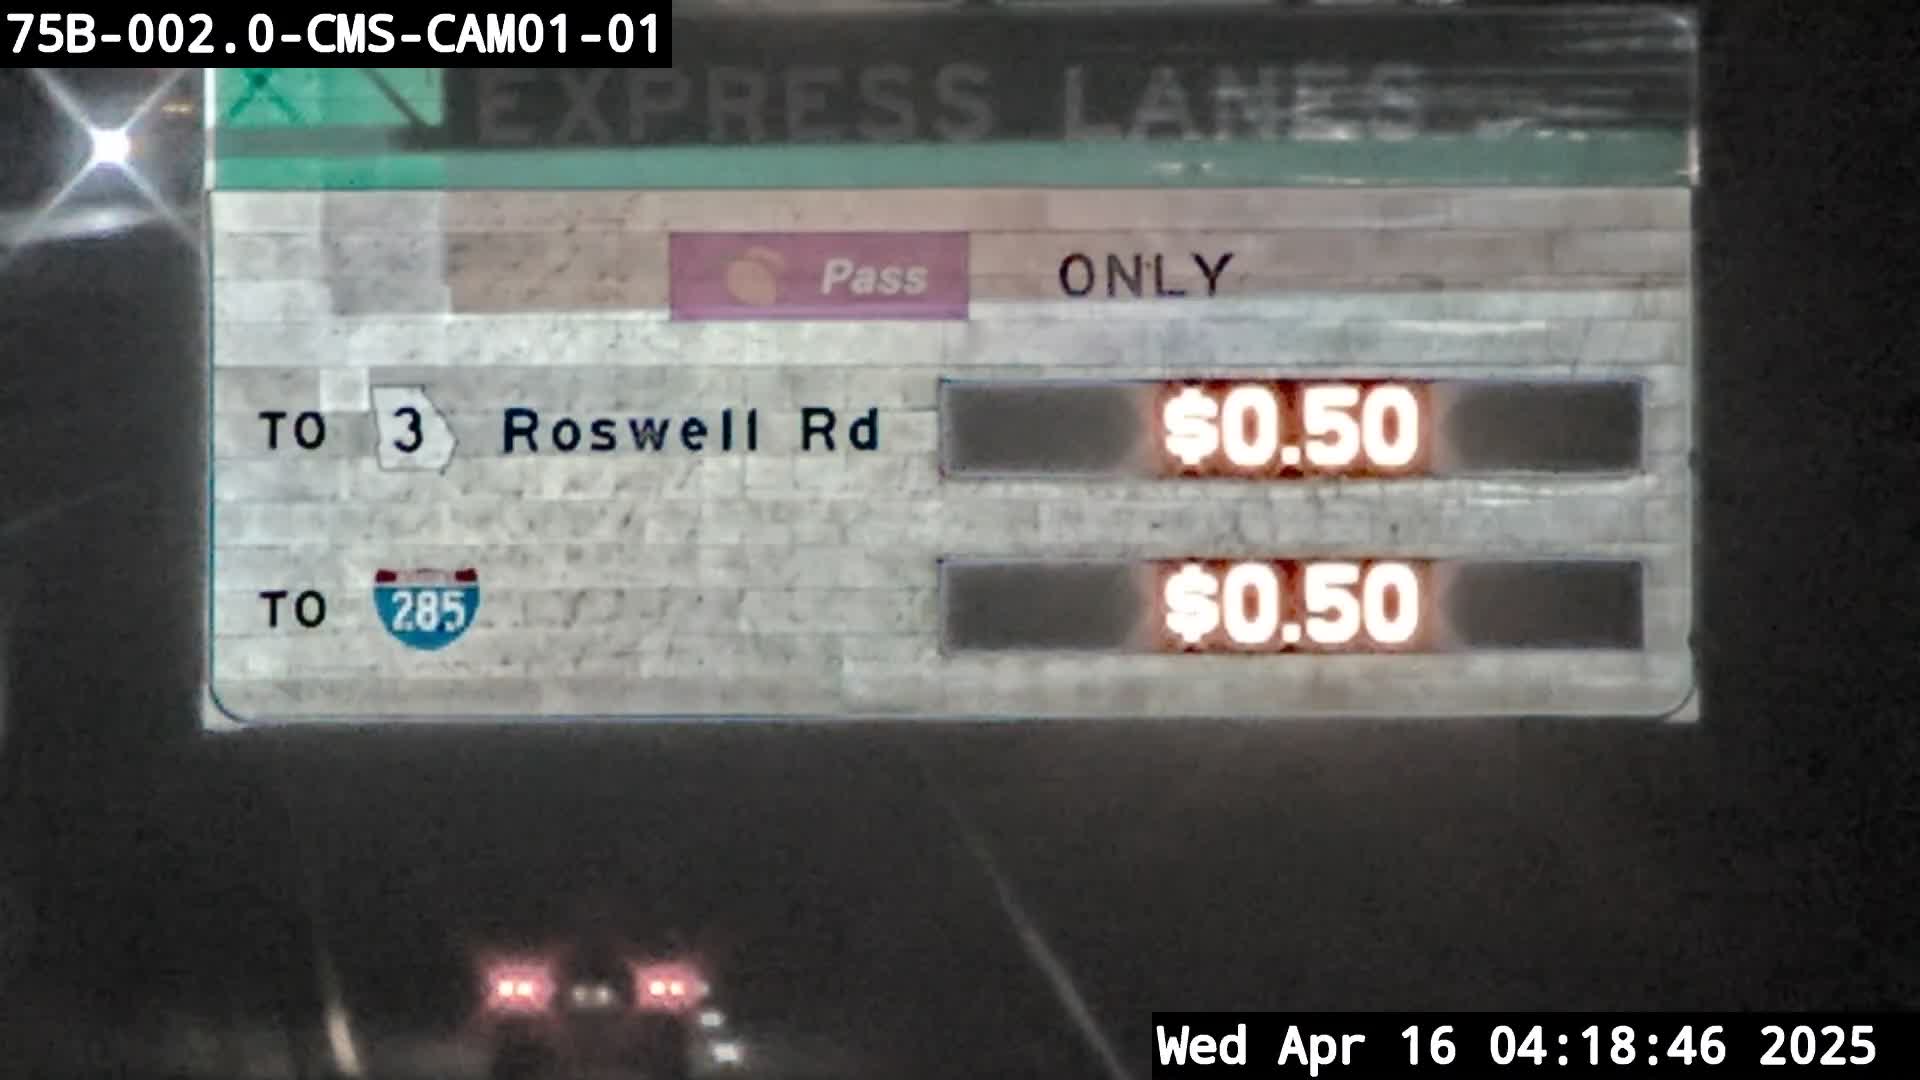 75B-002.0-CMS-CAM01-01
EXPRESS LANES
Pass ONLY
TO 3 Roswell Rd $0.50
TO 285 $0.50
Wed Apr 16 04:18:46 2025